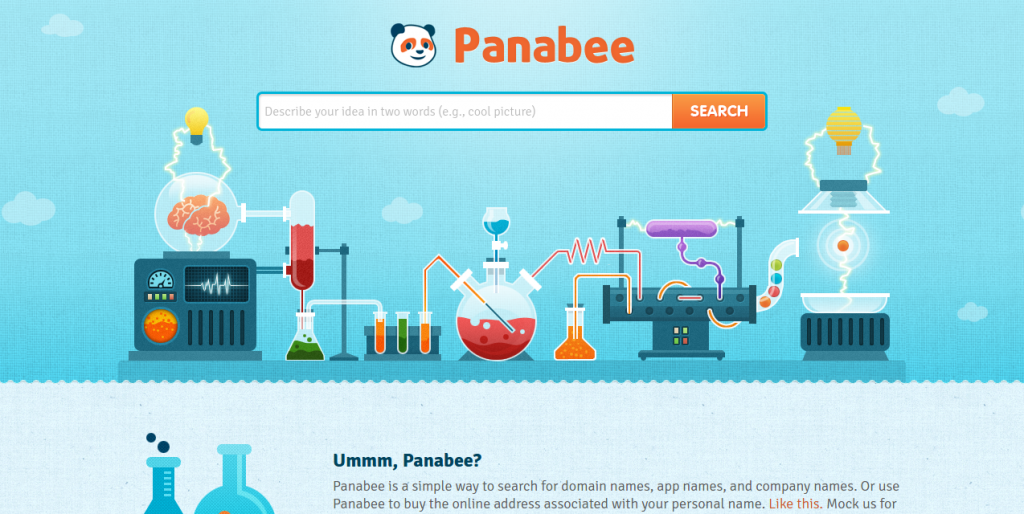 Panabee
Describe your idea in two words (e.g., cool picture)
SEARCH
Ummm, Panabee?
Panabee is a simple way to search for domain names, app names, and company names. Or use
Panabee to buy the online address associated with your personal name. Like this. Mock us for